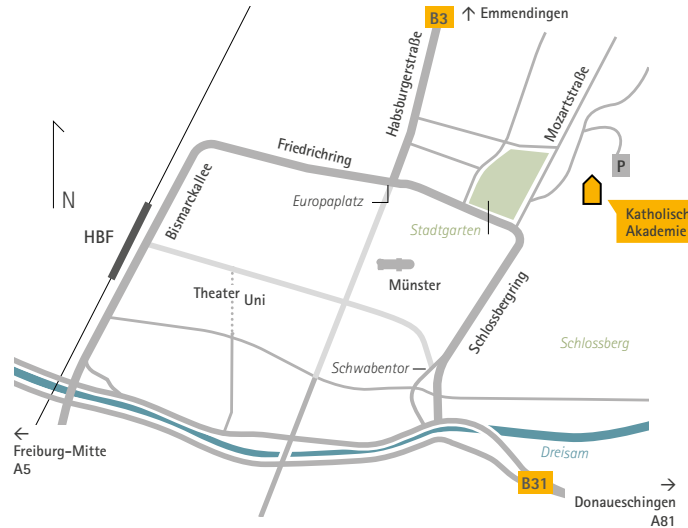 B3
↑ Emmendingen
Habsburgerstraße
Mozartstraße
Friedrichring
P
N
Bismarckallee
Europaplatz
Katholisch
Akademie
Stadtgarten
HBF
Münster
Theater
Uni
Schlossbergring
Schlossberg
Schwabentor
←
Freiburg-Mitte
A5
Dreisam
B31
→
Donaueschingen
A81